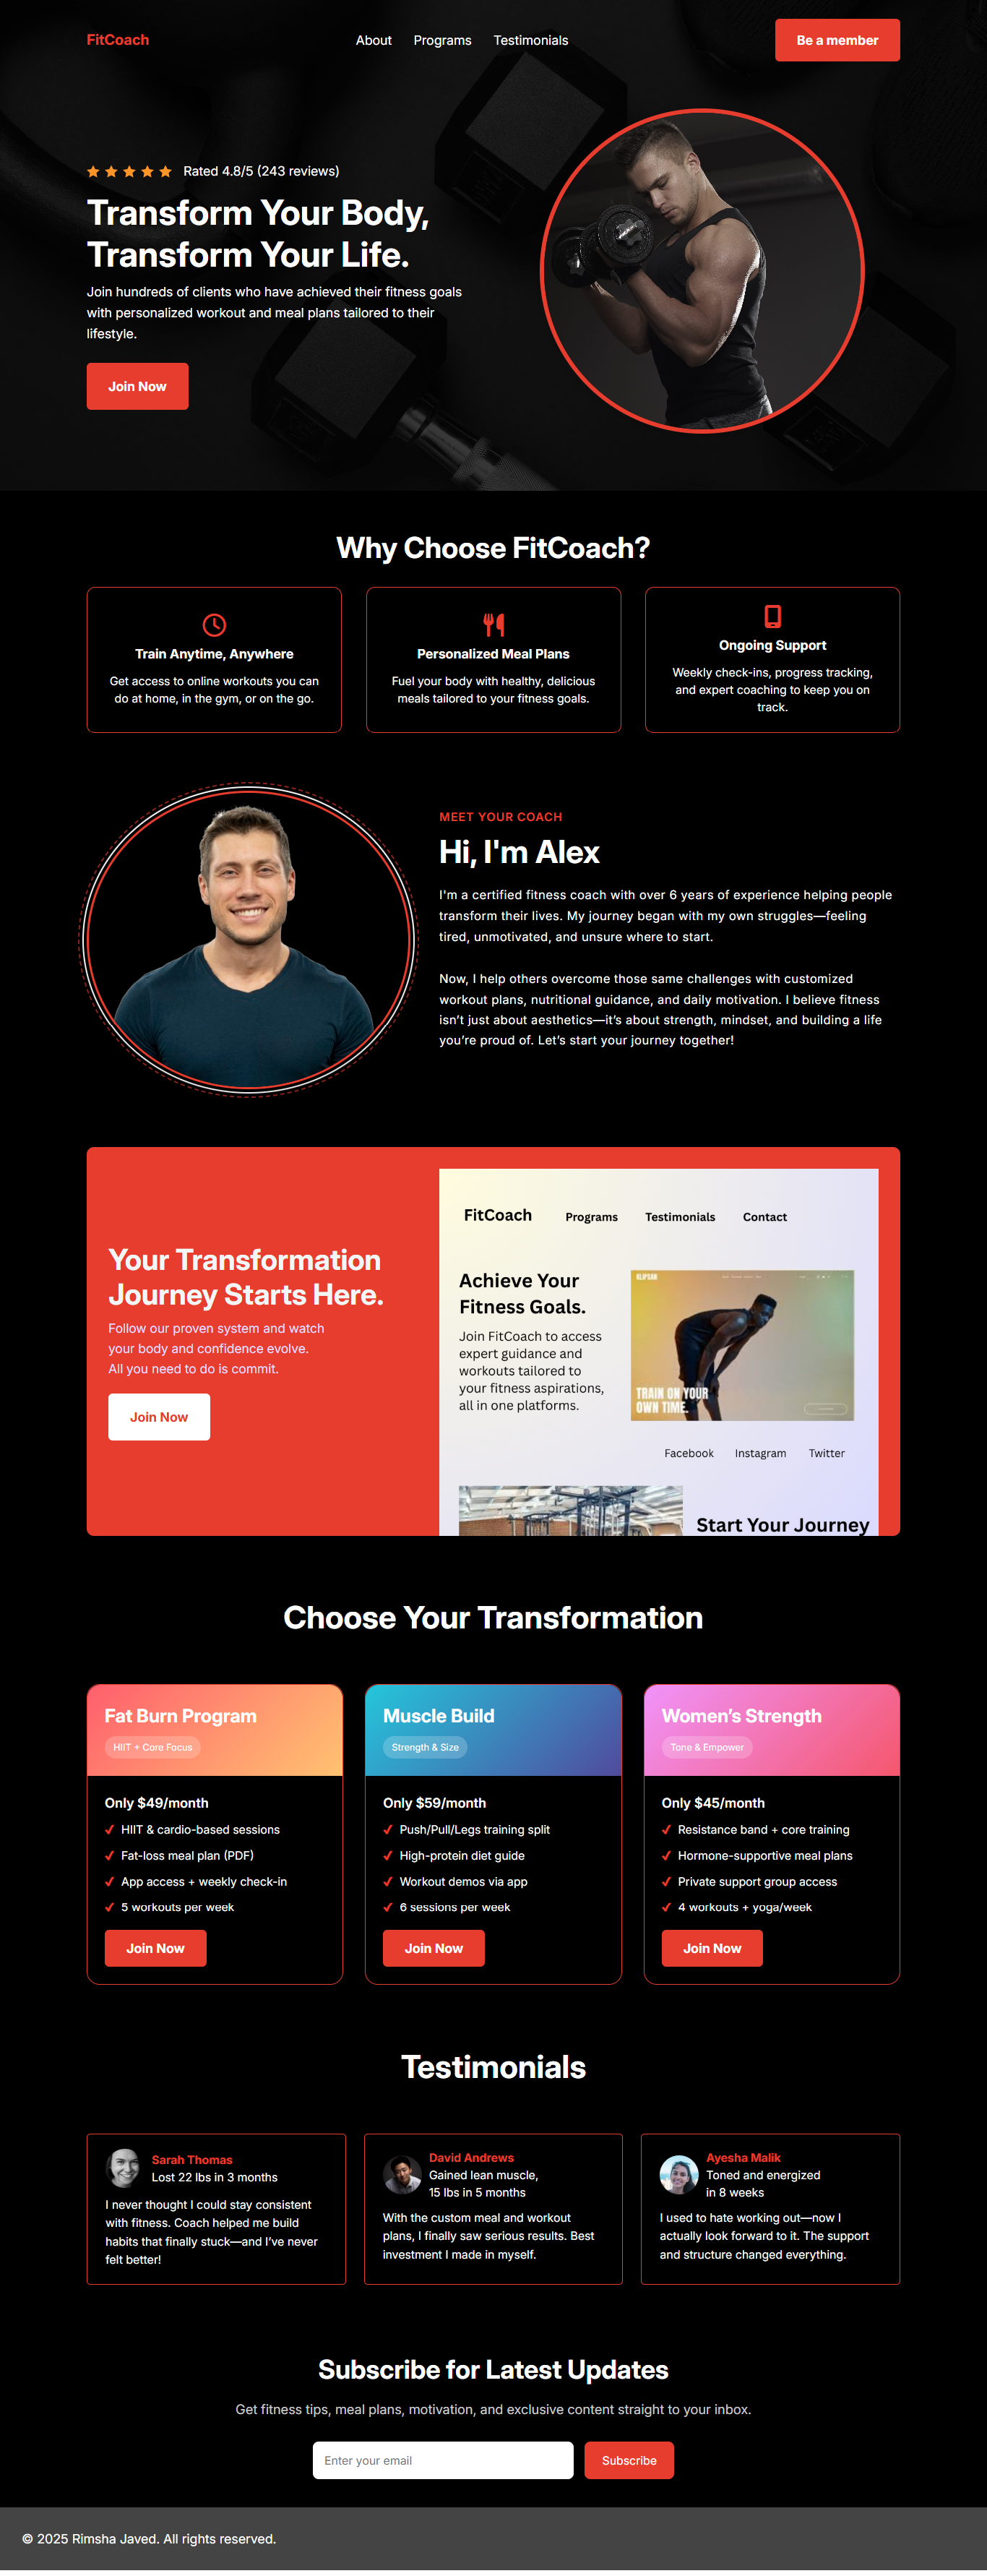 FitCoach
About Programs Testimonials
Be a member
Rated 4.8/5 (243 reviews)
Transform Your Body,
Transform Your Life.
Join hundreds of clients who have achieved their fitness goals
with personalized workout and meal plans tailored to their
lifestyle.
Join Now
Why Choose FitCoach?
Train Anytime, Anywhere
Get access to online workouts you can
do at home, in the gym, or on the go.
Personalized Meal Plans
Fuel your body with healthy, delicious
meals tailored to your fitness goals.
Ongoing Support
Weekly check-ins, progress tracking,
and expert coaching to keep you on
track.
MEET YOUR COACH
Hi, I'm Alex
I'm a certified fitness coach with over 6 years of experience helping people
transform their lives. My journey began with my own struggles—feeling
tired, unmotivated, and unsure where to start.
Now, I help others overcome those same challenges with customized
workout plans, nutritional guidance, and daily motivation. I believe fitness
isn’t just about aesthetics—it’s about strength, mindset, and building a life
you’re proud of. Let’s start your journey together!
Your Transformation
Journey Starts Here.
Follow our proven system and watch
your body and confidence evolve.
All you need to do is commit.
Join Now
FitCoach
Programs Testimonials Contact
Achieve Your
Fitness Goals.
Join FitCoach to access
expert guidance and
workouts tailored to
your fitness aspirations,
all in one platforms.
TRAIN ON YOUR
OWN TIME.
Facebook Instagram Twitter
Start Your Journey
Choose Your Transformation
Fat Burn Program
HIIT + Core Focus
Only $49/month
HIIT & cardio-based sessions
Fat-loss meal plan (PDF)
App access + weekly check-in
5 workouts per week
Join Now
Muscle Build
Strength & Size
Only $59/month
Push/Pull/Legs training split
High-protein diet guide
Workout demos via app
6 sessions per week
Join Now
Women’s Strength
Tone & Empower
Only $45/month
Resistance band + core training
Hormone-supportive meal plans
Private support group access
4 workouts + yoga/week
Join Now
Testimonials
Sarah Thomas
Lost 22 lbs in 3 months
I never thought I could stay consistent
with fitness. Coach helped me build
habits that finally stuck—and I’ve never
felt better!
David Andrews
Gained lean muscle,
15 lbs in 5 months
With the custom meal and workout
plans, I finally saw serious results. Best
investment I made in myself.
Ayesha Malik
Toned and energized
in 8 weeks
I used to hate working out—now I
actually look forward to it. The support
and structure changed everything.
Subscribe for Latest Updates
Get fitness tips, meal plans, motivation, and exclusive content straight to your inbox.
Enter your email
Subscribe
© 2025 Rimsha Javed. All rights reserved.